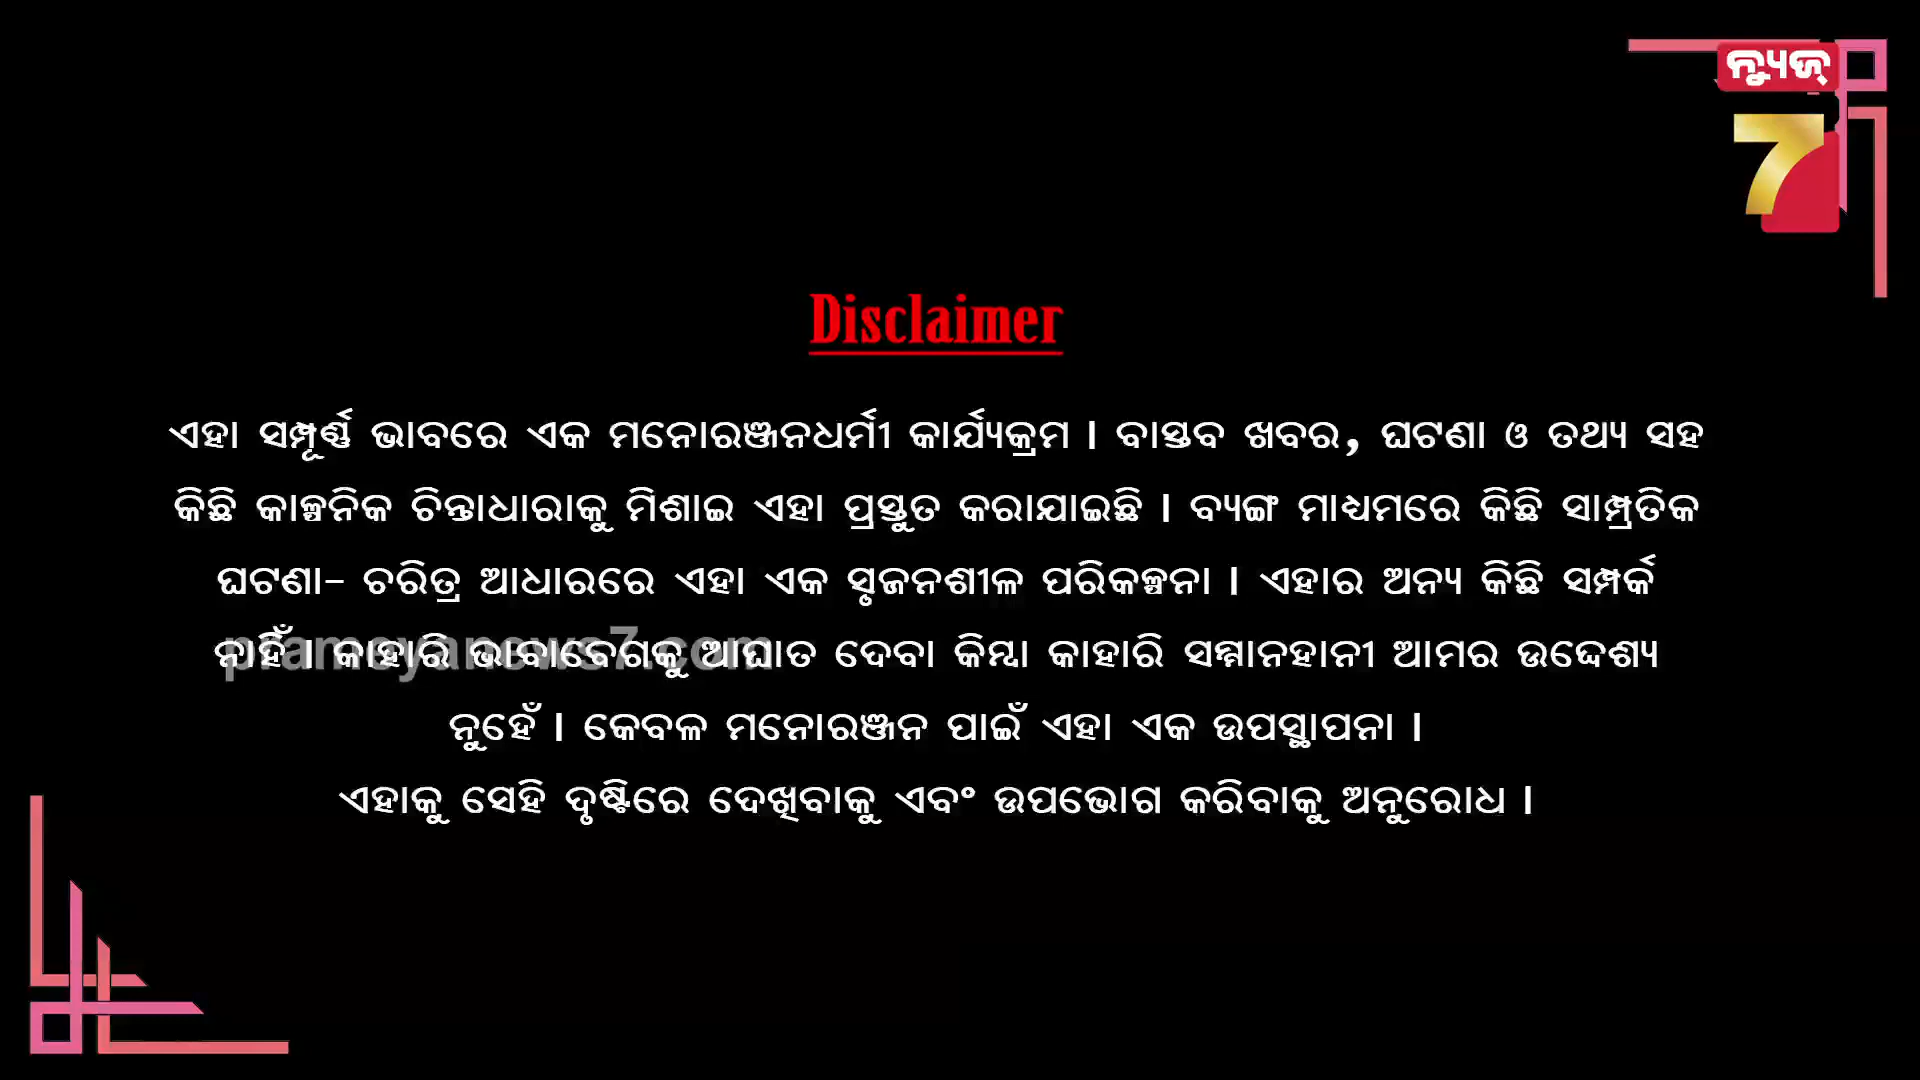 ନ୍ୟୁଜ୍
7
Disclaimer
ଏହା ସମ୍ପୂର୍ଣ୍ଣ ଭାବରେ ଏକ ମନୋରଞ୍ଜନଧର୍ମୀ କାର୍ଯ୍ୟକ୍ରମ । ବାସ୍ତବ ଖବର, ଘଟଣା ଓ ତଥ୍ୟ ସହ
କିଛି କାଳ୍ପନିକ ଚିନ୍ତାଧାରାକୁ ମିଶାଇ ଏହା ପ୍ରସ୍ତୁତ କରାଯାଇଛି । ବ୍ୟଙ୍ଗ ମାଧ୍ୟମରେ କିଛି ସାମ୍ପ୍ରତିକ
ଘଟଣା- ଚରିତ୍ର ଆଧାରରେ ଏହା ଏକ ସୃଜନଶୀଳ ପରିକଳ୍ପନା । ଏହାର ଅନ୍ୟ କିଛି ସମ୍ପର୍କ
ନାହିଁ । କାହାରି ଭାବାବେଗକୁ ଆଘାତ ଦେବା କିମ୍ବା କାହାରି ସମ୍ମାନହାନୀ ଆମର ଉଦ୍ଦେଶ୍ୟ
prameyanews7.com
ନୁହେଁ । କେବଳ ମନୋରଞ୍ଜନ ପାଇଁ ଏହା ଏକ ଉପସ୍ଥାପନା ।
ଏହାକୁ ସେହି ଦୃଷ୍ଟିରେ ଦେଖିବାକୁ ଏବଂ ଉପଭୋଗ କରିବାକୁ ଅନୁରୋଧ ।